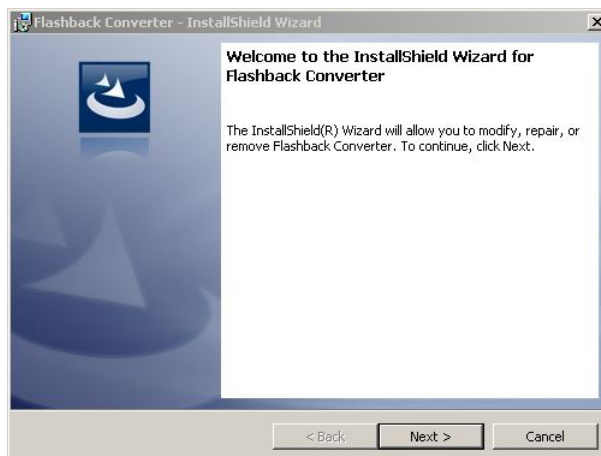 Flashback Converter - InstallShield Wizard
Welcome to the InstallShield Wizard for
Flashback Converter
The InstallShield(R) Wizard will allow you to modify, repair, or
remove Flashback Converter. To continue, click Next.
< Back Next > Cancel